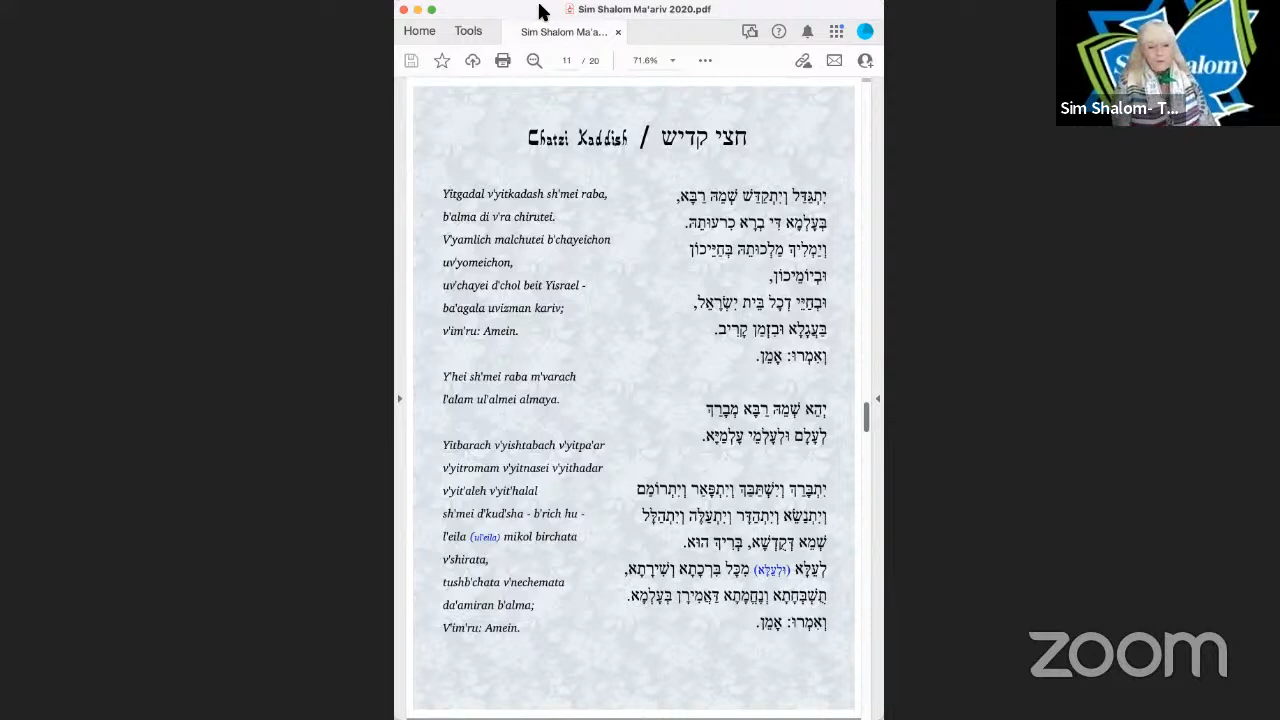 Sim Shalom Ma'ariv 2020.pdf
Home Tools Sim Shalom Ma'a... ×
11 / 20 71.6%
Chatzi Kaddish / חצי קדיש
Yitgadal v'yitkadash sh'mei raba,
b'alma di v'ra chirutei.
V'yamlich malchutei b'chayeichon
uv'yomeichon,
uv'chayei d'chol beit Yisrael -
ba'agala uvizman kariv;
v'im'ru: Amein.
Y'hei sh'mei raba m'varach
l'alam ul'almei almaya.
Yitbarach v'yishtabach v'yitpa'ar
v'yitromam v'yitnasei v'yithadar
v'yit'aleh v'yit'halal
sh'mei d'kud'sha - b'rich hu -
l'eila (ul'eila) mikol birchata
v'shirata,
tushb'chata v'nechemata
da'amiran b'alma;
V'im'ru: Amein.
יִתְגַּדַּל וְיִתְקַדַּשׁ שְׁמֵהּ רַבָּא,
בְּעָלְמָא דִּי בְרָא כִרְעוּתֵהּ.
וְיַמְלִיךְ מַלְכוּתֵהּ בְּחַיֵּיכוֹן
וּבְיוֹמֵיכוֹן,
וּבְחַיֵּי דְכָל בֵּית יִשְׂרָאֵל,
בַּעֲגָלָא וּבִזְמַן קָרִיב.
וְאִמְרוּ: אָמֵן.
יְהֵא שְׁמֵהּ רַבָּא מְבָרַךְ
לְעָלַם וּלְעָלְמֵי עָלְמַיָּא.
יִתְבָּרַךְ וְיִשְׁתַּבַּח וְיִתְפָּאַר וְיִתְרוֹמַם
וְיִתְנַשֵּׂא וְיִתְהַדָּר וְיִתְעַלֶּה וְיִתְהַלָּל
שְׁמֵהּ דְּקֻדְשָׁא, בְּרִיךְ הוּא.
לְעֵלָּא (וּלְעֵלָּא) מִכָּל בִּרְכָתָא וְשִׁירָתָא,
תֻּשְׁבְּחָתָא וְנֶחֱמָתָא דַּאֲמִירָן בְּעָלְמָא.
וְאִמְרוּ: אָמֵן.
Sim Shalom- T...
zoom